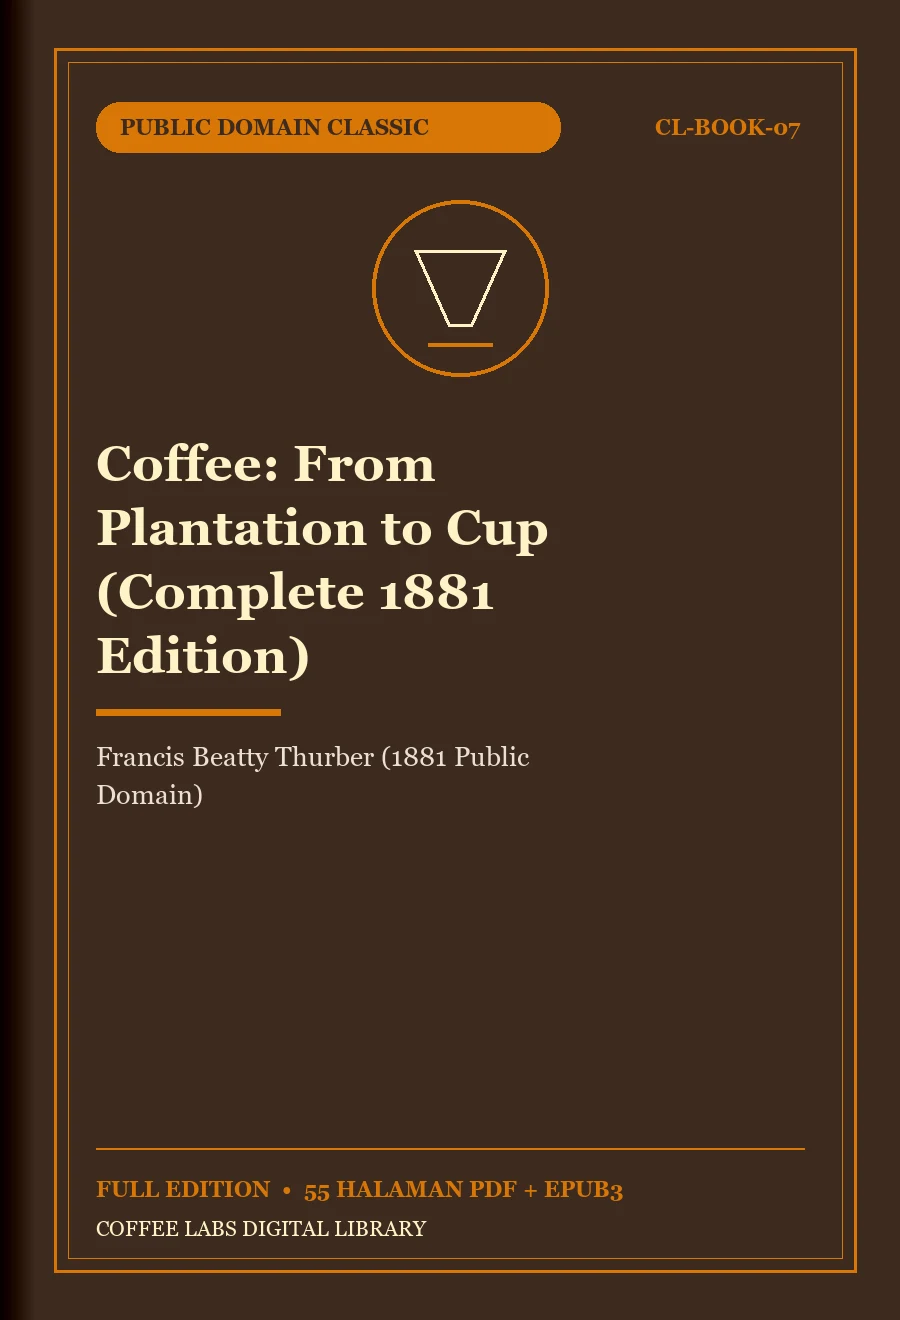 PUBLIC DOMAIN CLASSIC
CL-BOOK-07
Coffee: From
Plantation to Cup
(Complete 1881
Edition)
Francis Beatty Thurber (1881 Public
Domain)
FULL EDITION • 55 HALAMAN PDF + EPUB3
COFFEE LABS DIGITAL LIBRARY